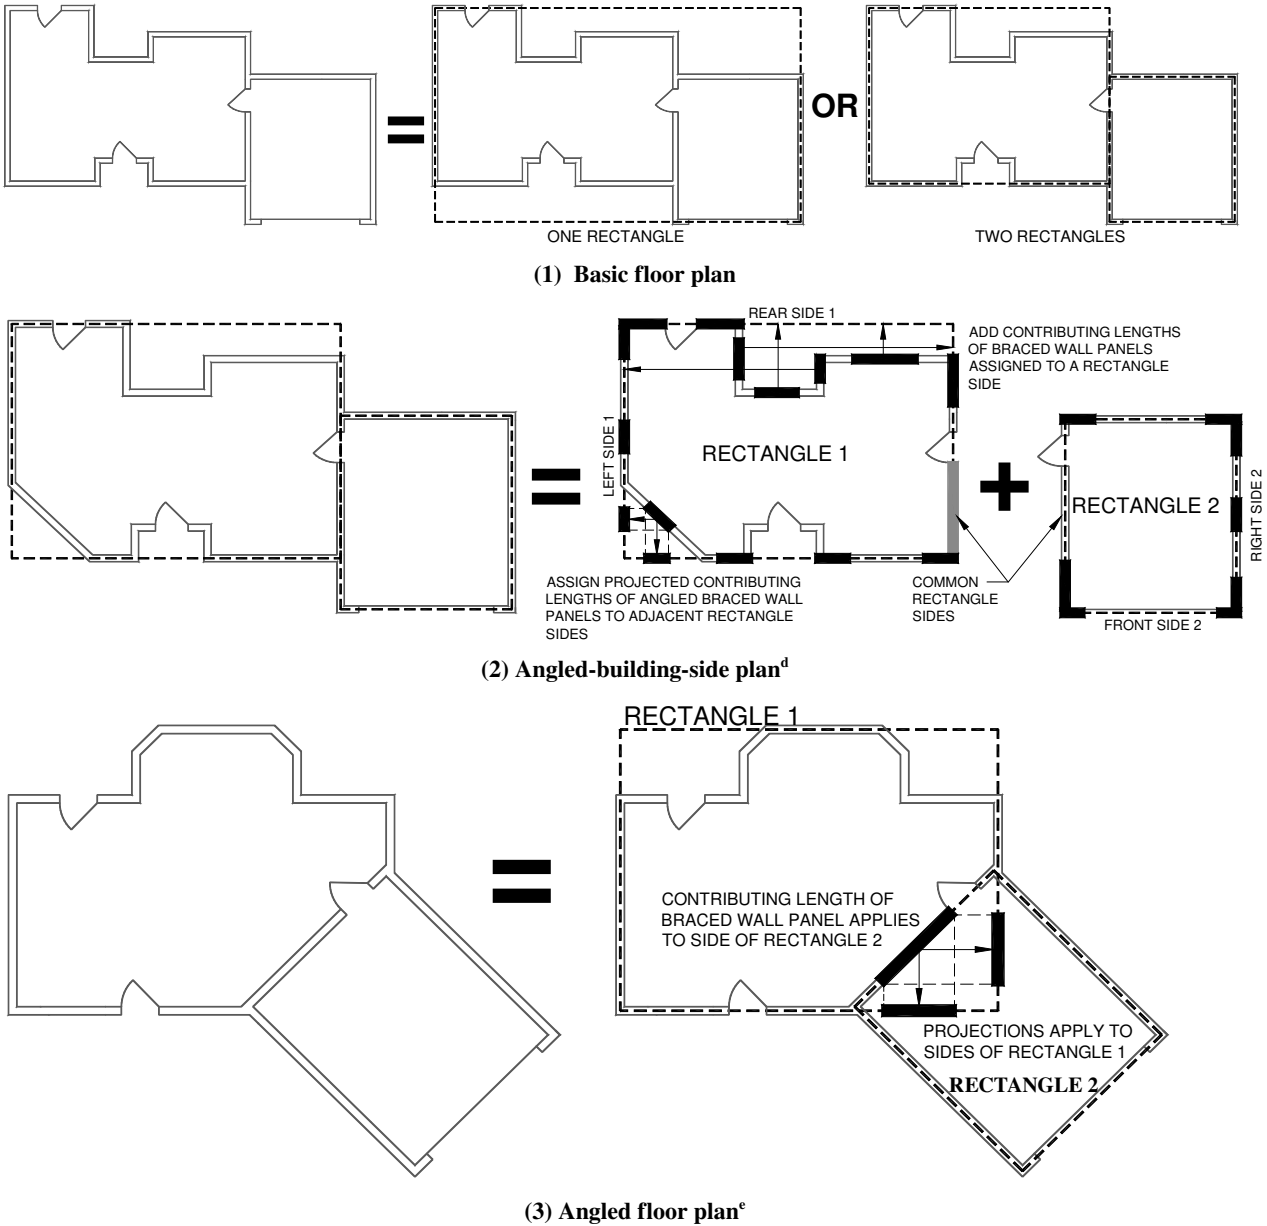 OR
ONE RECTANGLE
TWO RECTANGLES
(1) Basic floor plan
REAR SIDE 1
ADD CONTRIBUTING LENGTHS
OF BRACED WALL PANELS
ASSIGNED TO A RECTANGLE
SIDE
LEFT SIDE 1
RECTANGLE 1
RECTANGLE 2
RIGHT SIDE 2
ASSIGN PROJECTED CONTRIBUTING
LENGTHS OF ANGLED BRACED WALL
PANELS TO ADJACENT RECTANGLE
SIDES
COMMON
RECTANGLE
SIDES
FRONT SIDE 2
(2) Angled-building-side planᵈ
RECTANGLE 1
CONTRIBUTING LENGTH OF
BRACED WALL PANEL APPLIES
TO SIDE OF RECTANGLE 2
PROJECTIONS APPLY TO
SIDES OF RECTANGLE 1
RECTANGLE 2
(3) Angled floor planᵉ